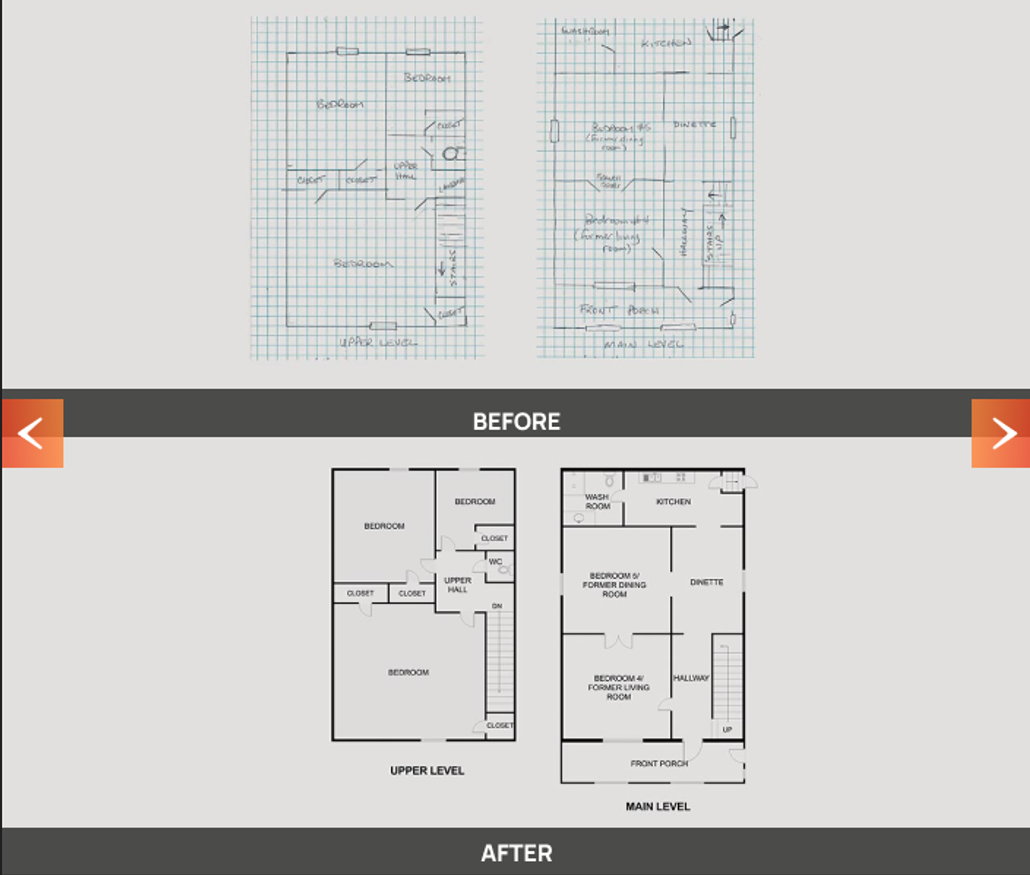 BEDROOM
BEDROOM
CLOSET
UPPER
HALL
CLOSET
CLOSET
BEDROOM
STAIRS
CLOSET
UPPER LEVEL
WASHROOM
KITCHEN
Bedroom #5
(former dining
room)
DINETTE
DOOR
Bedroom #4
(former living
room)
HALLWAY
STAIRS
UP
FRONT PORCH
MAIN LEVEL
BEFORE
BEDROOM
BEDROOM
CLOSET
WC
UPPER
HALL
CLOSET
CLOSET
DN
BEDROOM
CLOSET
UPPER LEVEL
WASH
ROOM
KITCHEN
BEDROOM 5/
FORMER DINING
ROOM
DINETTE
BEDROOM 4/
FORMER LIVING
ROOM
HALLWAY
UP
FRONT PORCH
MAIN LEVEL
AFTER